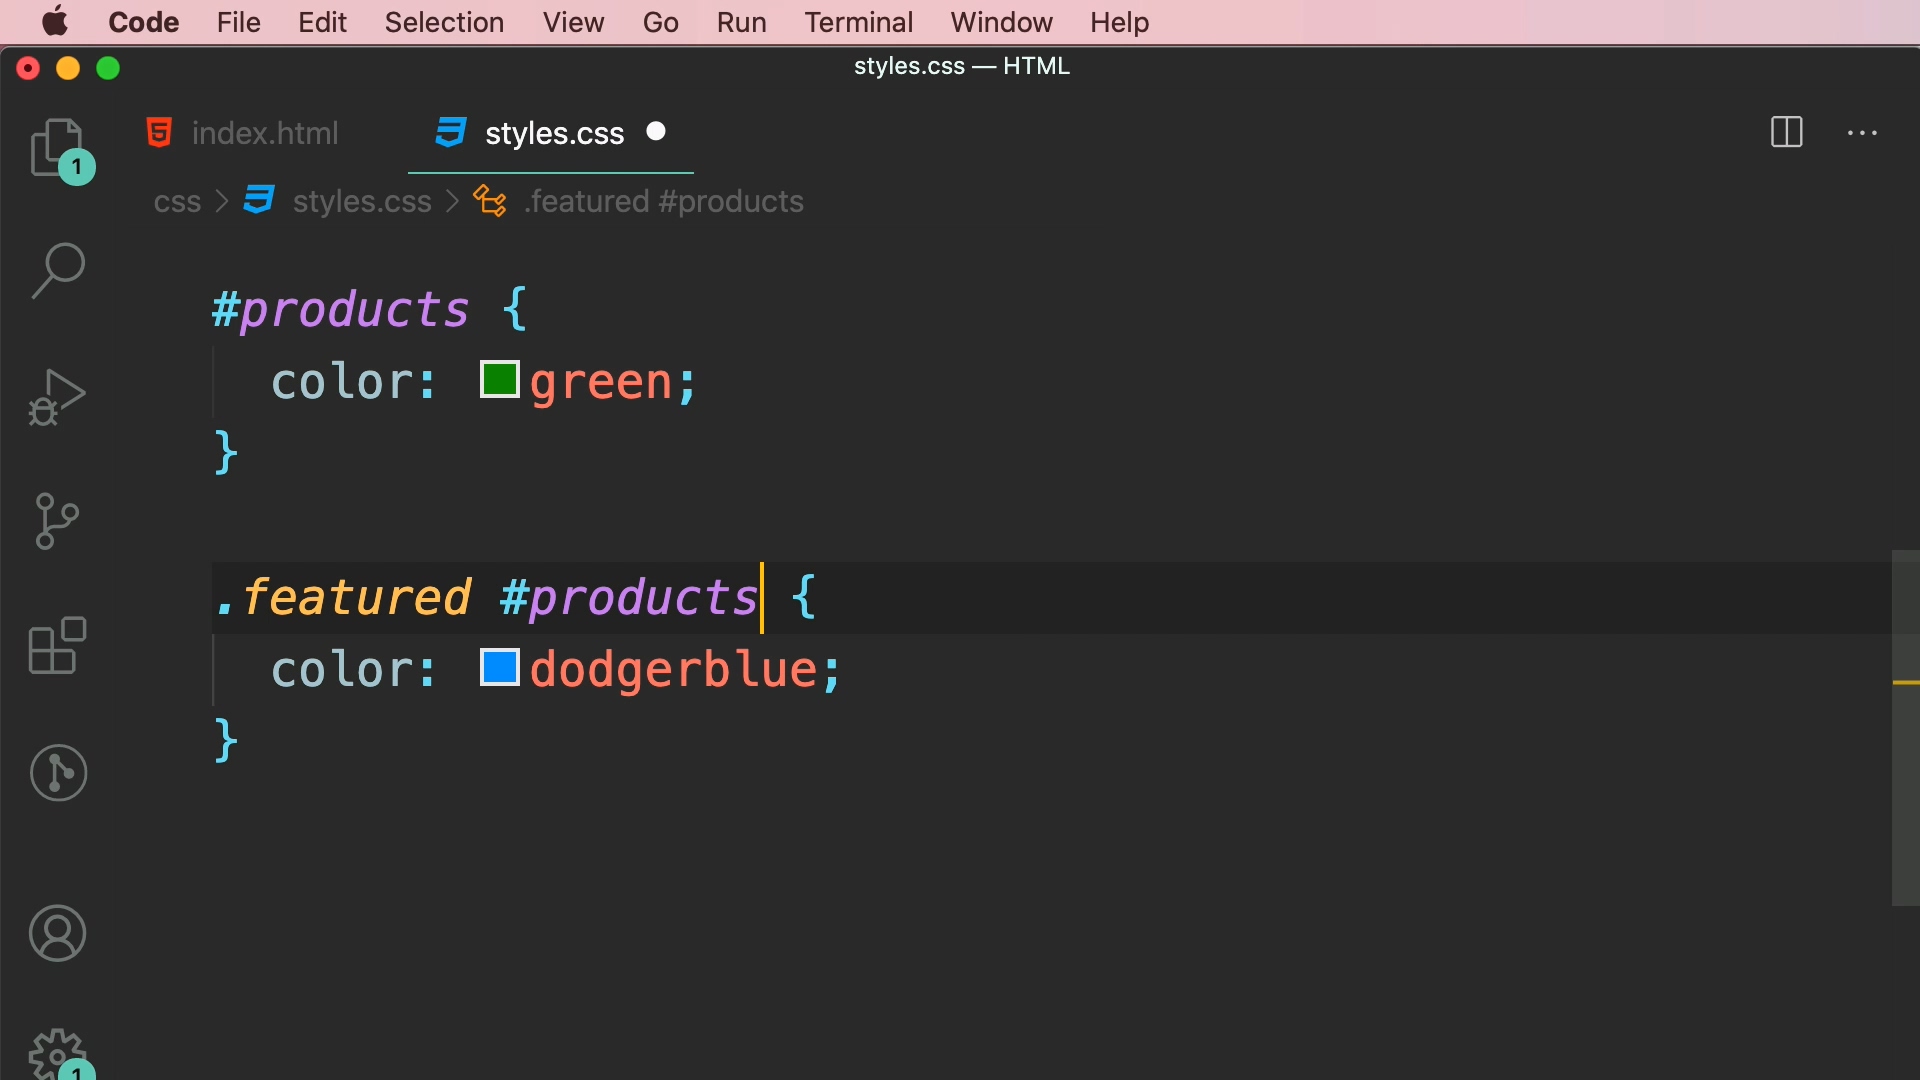 Code File Edit Selection View Go Run Terminal Window Help
styles.css — HTML
index.html styles.css
css > styles.css > .featured #products
#products {
color: green;
}
.featured #products {
color: dodgerblue;
}
1
1